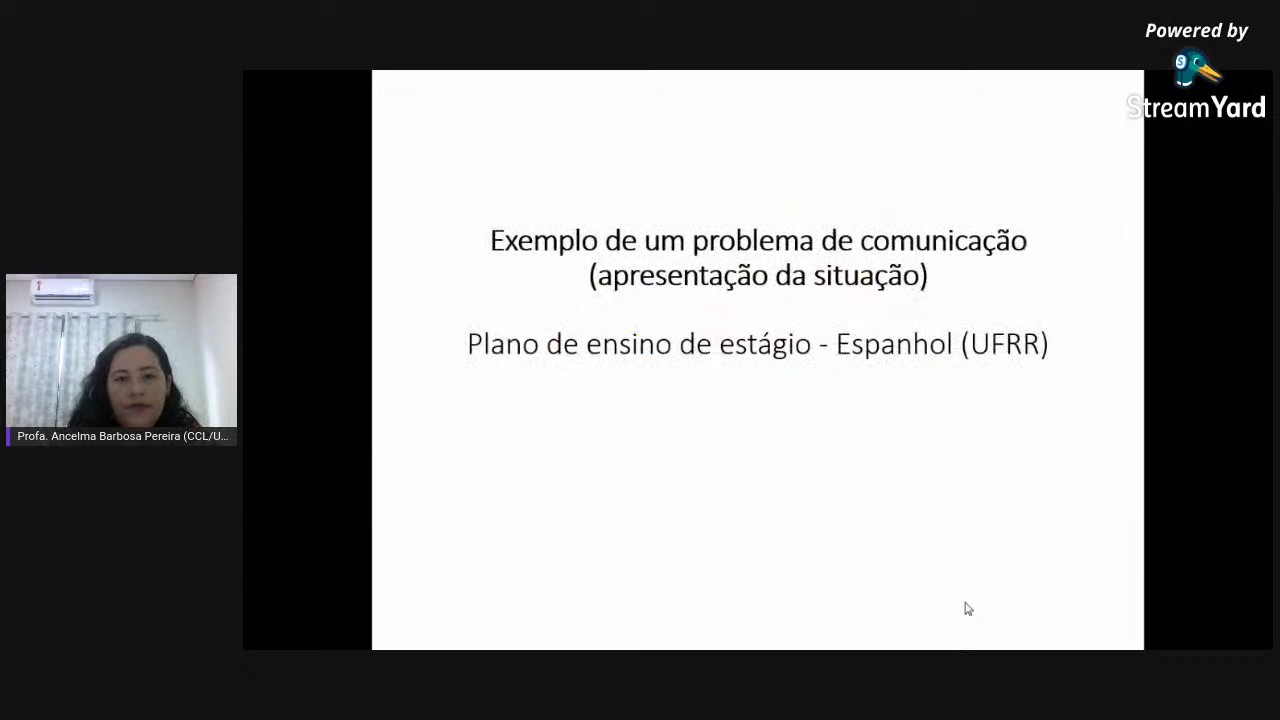 Powered by
StreamYard
Exemplo de um problema de comunicação
(apresentação da situação)
Plano de ensino de estágio - Espanhol (UFRR)
Profa. Ancelma Barbosa Pereira (CCL/U...